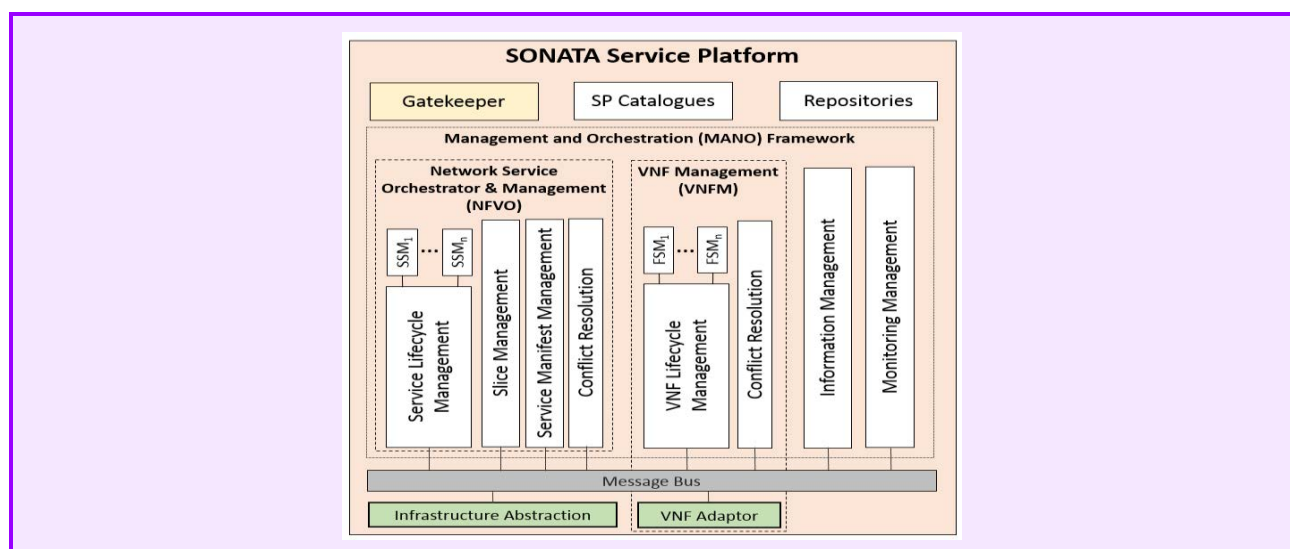 SONATA Service Platform
Gatekeeper
SP Catalogues
Repositories
Management and Orchestration (MANO) Framework
Network Service
Orchestrator & Management
(NFVO)
VNF Management
(VNFM)
SSM1
...
SSMn
Service Lifecycle
Management
Slice Management
Service Manifest Management
Conflict Resolution
FSM1
...
FSMn
VNF Lifecycle
Management
Conflict Resolution
Information Management
Monitoring Management
Message Bus
Infrastructure Abstraction
VNF Adaptor